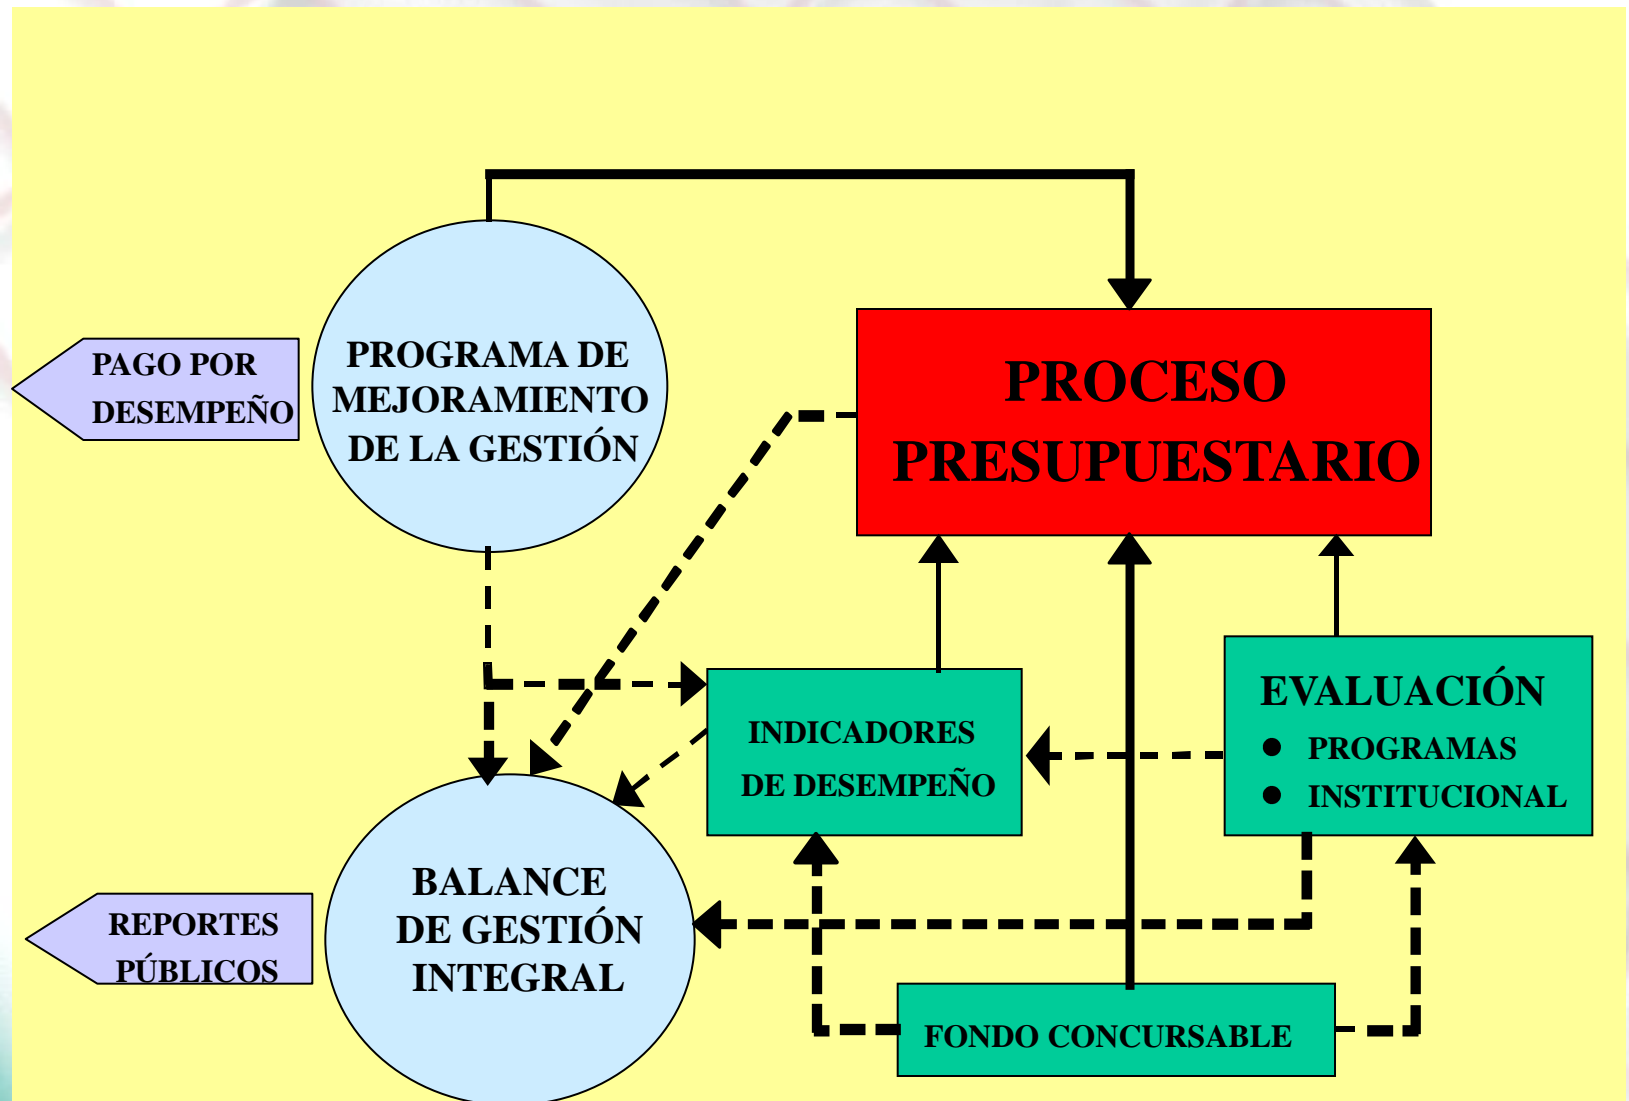 PAGO POR
DESEMPEÑO
PROGRAMA DE
MEJORAMIENTO
DE LA GESTIÓN
PROCESO
PRESUPUESTARIO
INDICADORES
DE DESEMPEÑO
EVALUACIÓN
● PROGRAMAS
● INSTITUCIONAL
REPORTES
PÚBLICOS
BALANCE
DE GESTIÓN
INTEGRAL
FONDO CONCURSABLE